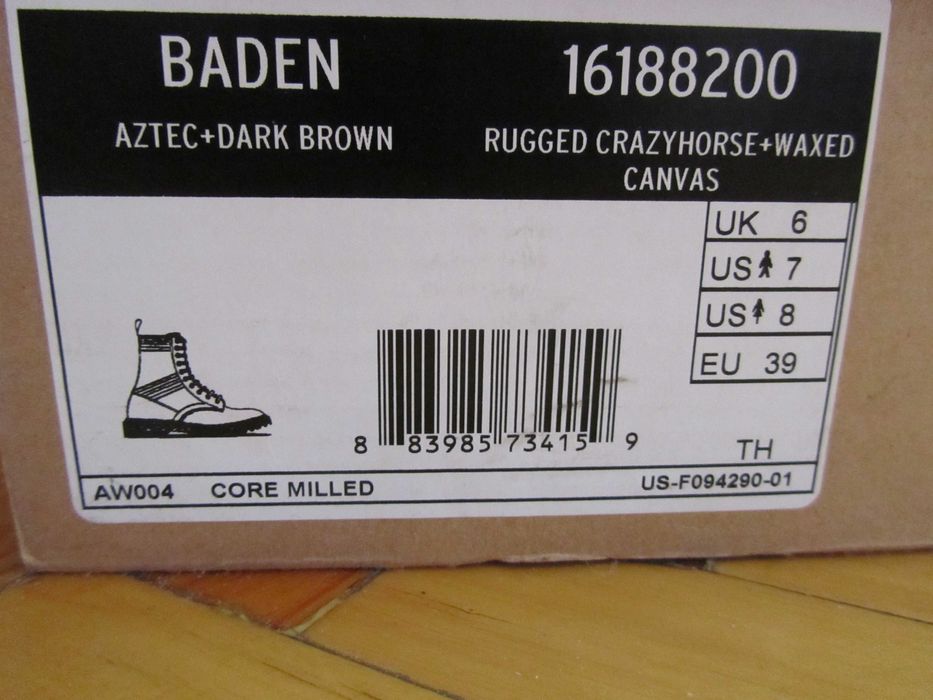 BADEN
16188200
AZTEC+DARK BROWN
RUGGED CRAZYHORSE+WAXED
CANVAS
UK 6
US 7
US 8
EU 39
8 83985 73415 9
TH
AW004 CORE MILLED
US-F094290-01